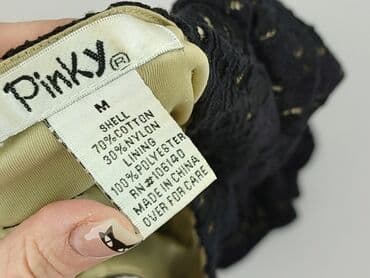 Pinky®
M
SHELL
70%COTTON
30%NYLON
LINING
100%POLYESTER
RN#106140
MADE IN CHINA
OVER FOR CARE